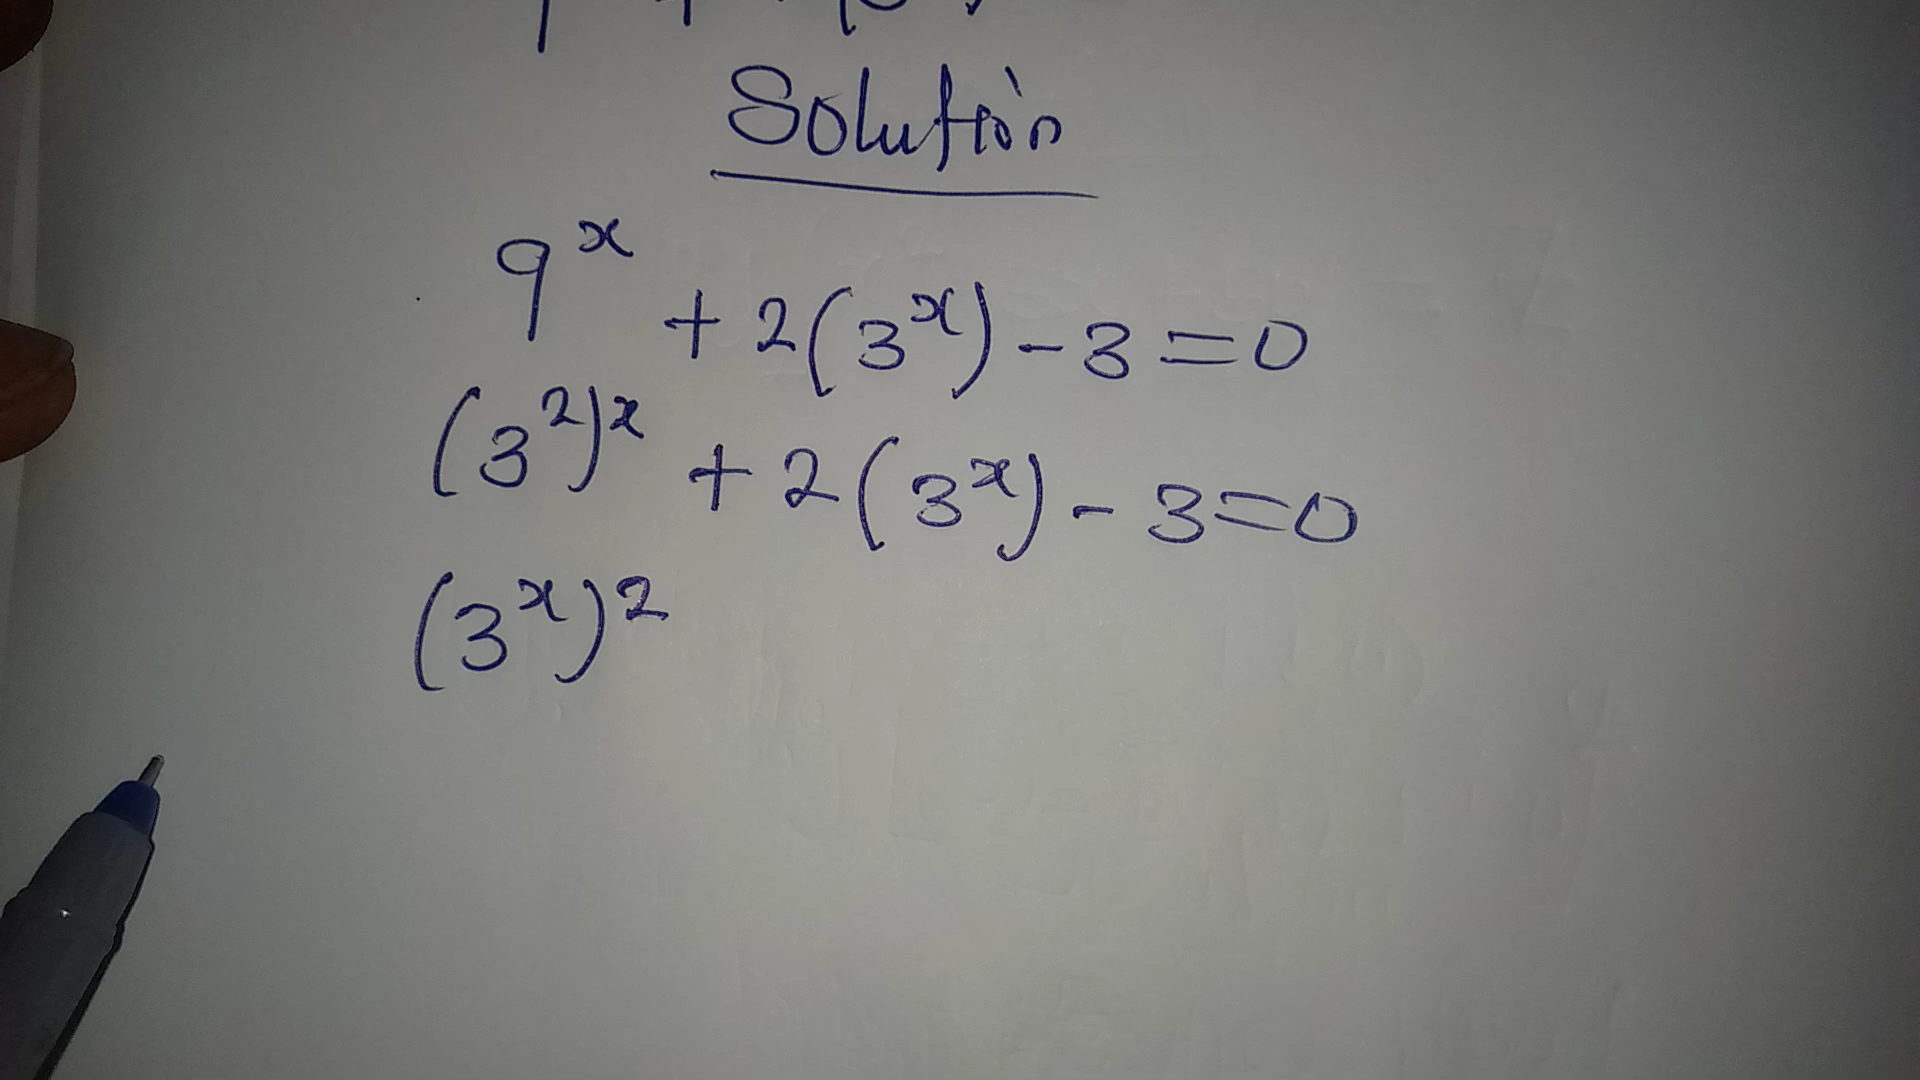 Solution
9^x + 2(3^x) - 3 = 0
(3^2)^x + 2(3^x) - 3 = 0
(3^x)^2